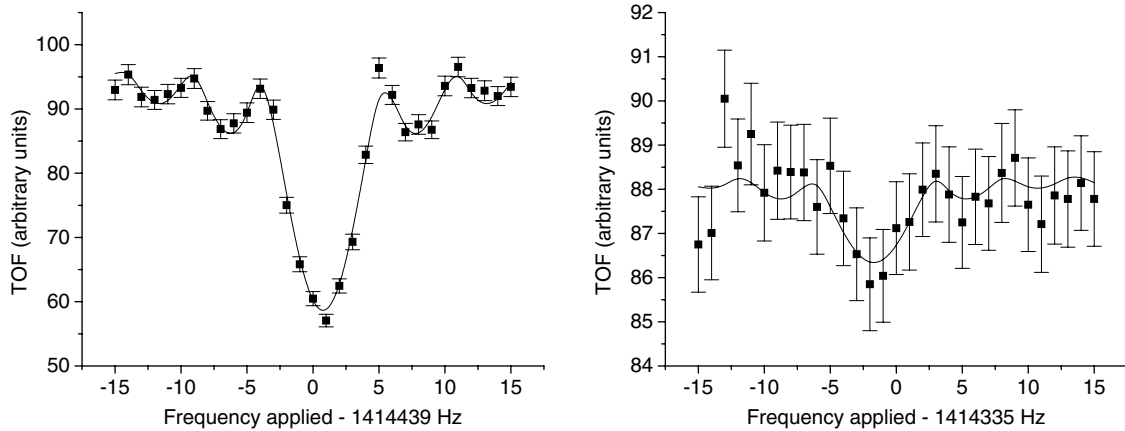 100
90
80
70
60
50
TOF (arbitrary units)
-15 -10 -5 0 5 10 15
Frequency applied - 1414439 Hz
92
91
90
89
88
87
86
85
84
TOF (arbitrary units)
-15 -10 -5 0 5 10 15
Frequency applied - 1414335 Hz